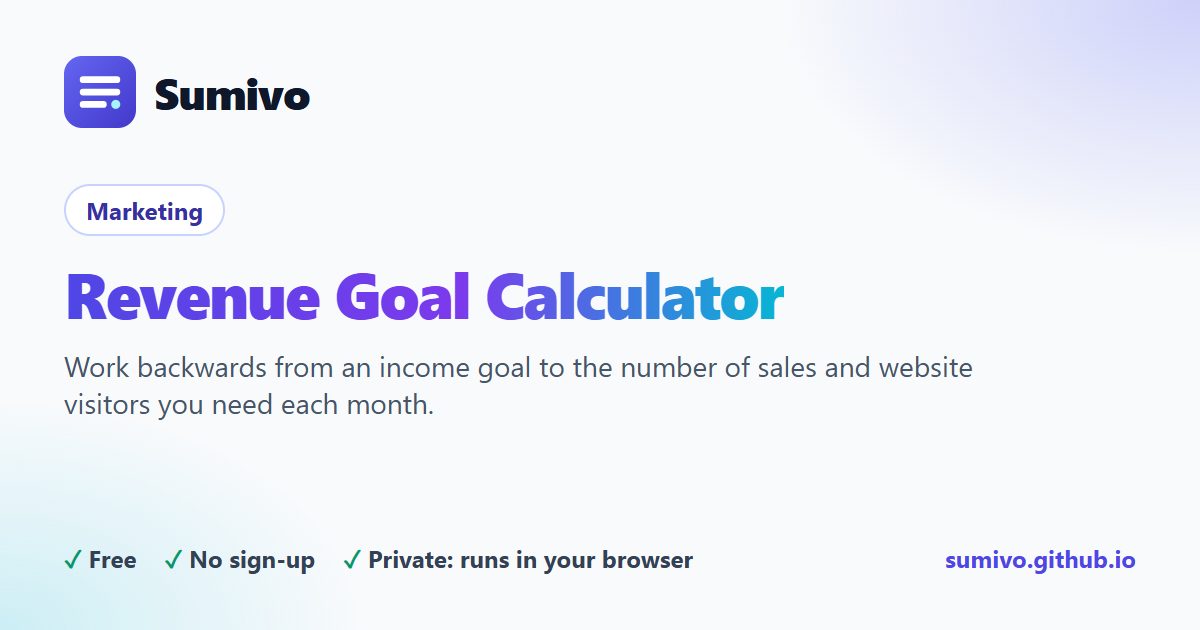 Sumivo
Marketing
Revenue Goal Calculator
Work backwards from an income goal to the number of sales and website
visitors you need each month.
✓ Free ✓ No sign-up ✓ Private: runs in your browser
sumivo.github.io